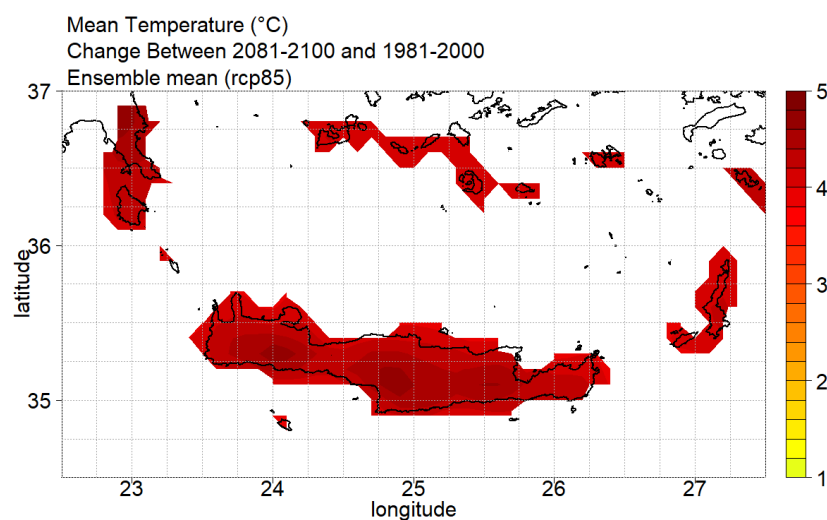 Mean Temperature (°C)
Change Between 2081-2100 and 1981-2000
Ensemble mean (rcp85)
37
36
35
latitude
23
24
25
26
27
longitude
5
4
3
2
1